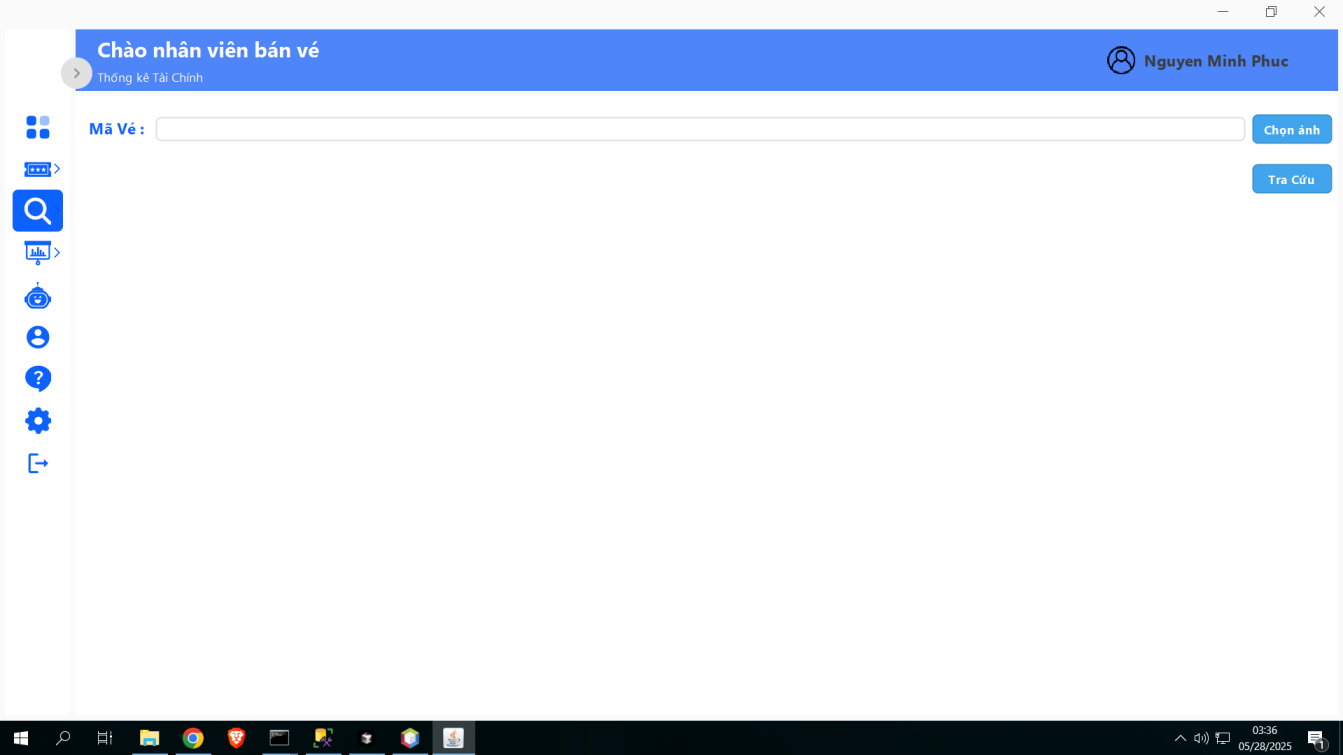 Chào nhân viên bán vé
Thống kê Tài Chính
Nguyen Minh Phuc
Mã Vé :
Chọn ảnh
Tra Cứu
03:36
05/28/2025
1